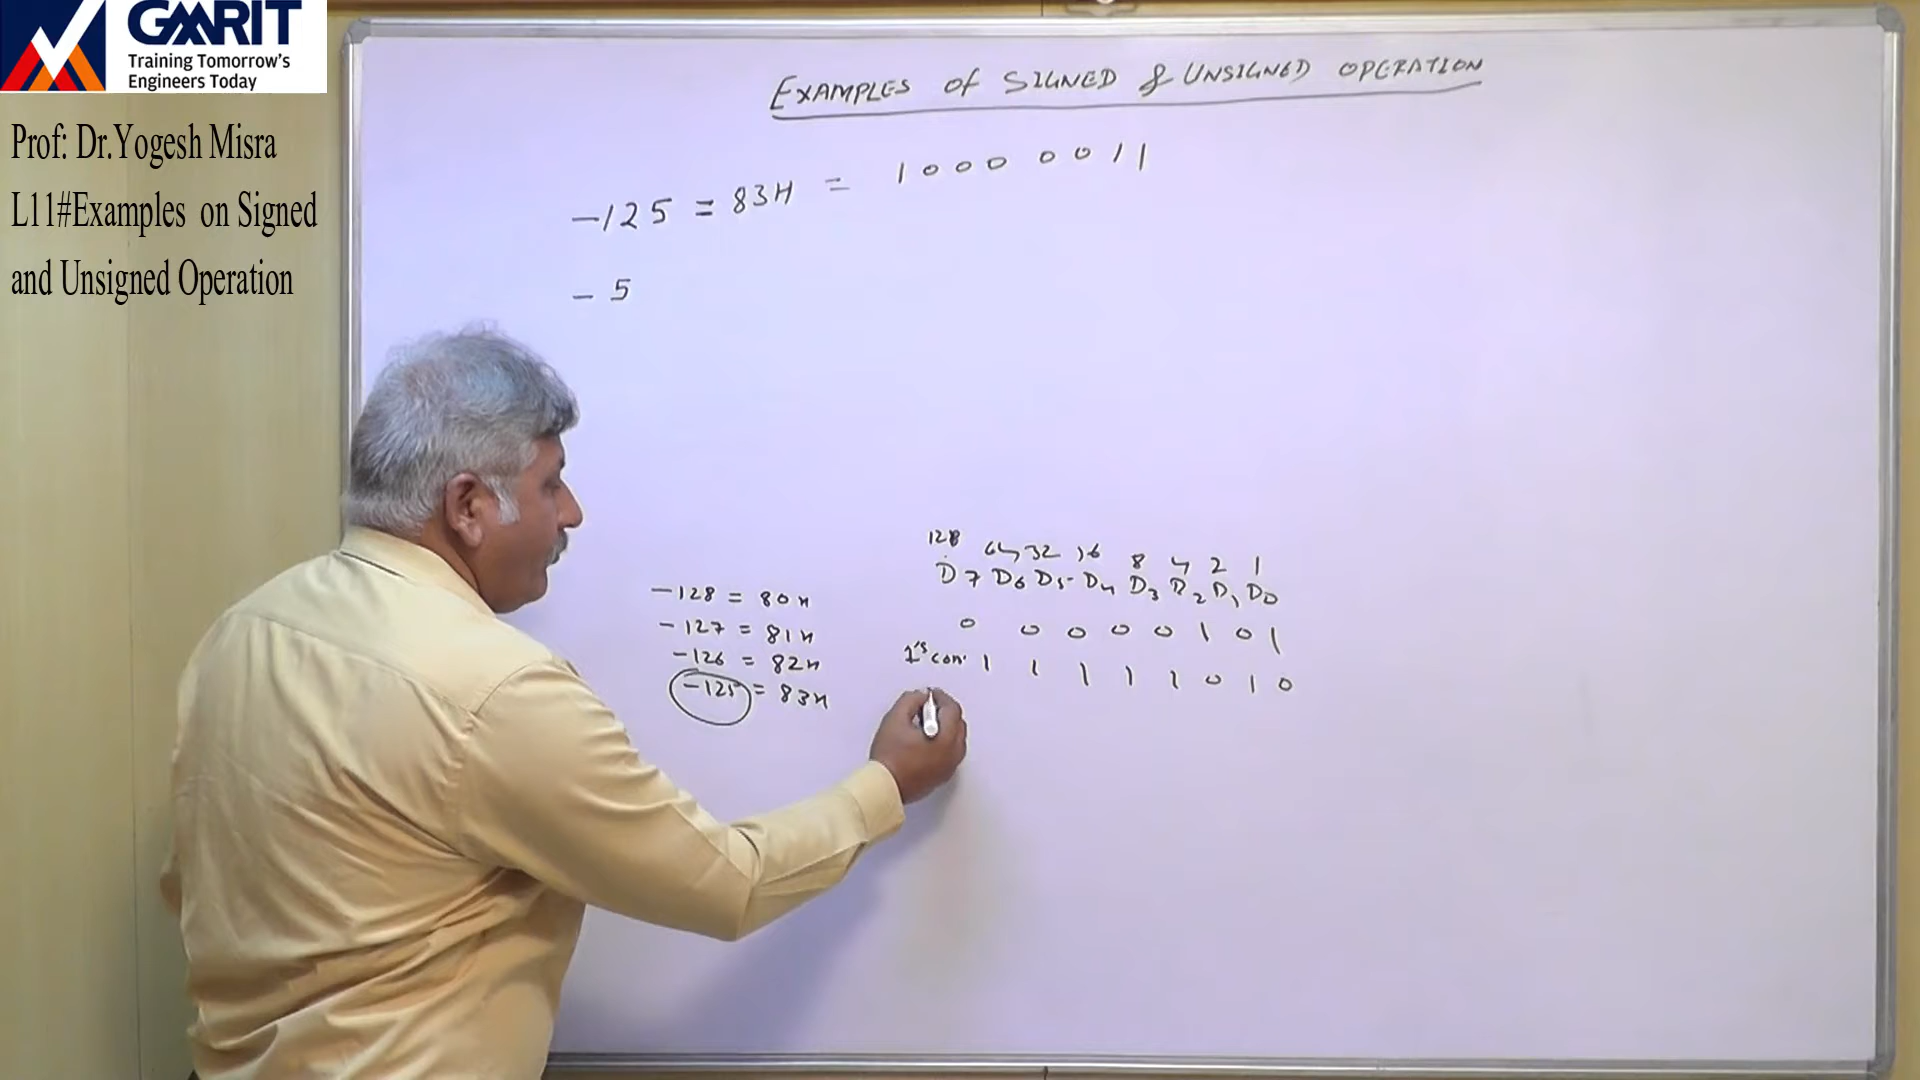 GMRIT
Training Tomorrow's
Engineers Today
Prof: Dr.Yogesh Misra
L11#Examples on Signed
and Unsigned Operation
EXAMPLES OF SIGNED & UNSIGNED OPERATION
-125 = 83H = 1000 0011
-5
-128 = 80H
-127 = 81H
-126 = 82H
-125 = 83H
128 64 32 16 8 4 2 1
D7 D6 D5 D4 D3 D2 D1 D0
0 0 0 0 0 1 0 1
1's com. 1 1 1 1 1 0 1 0